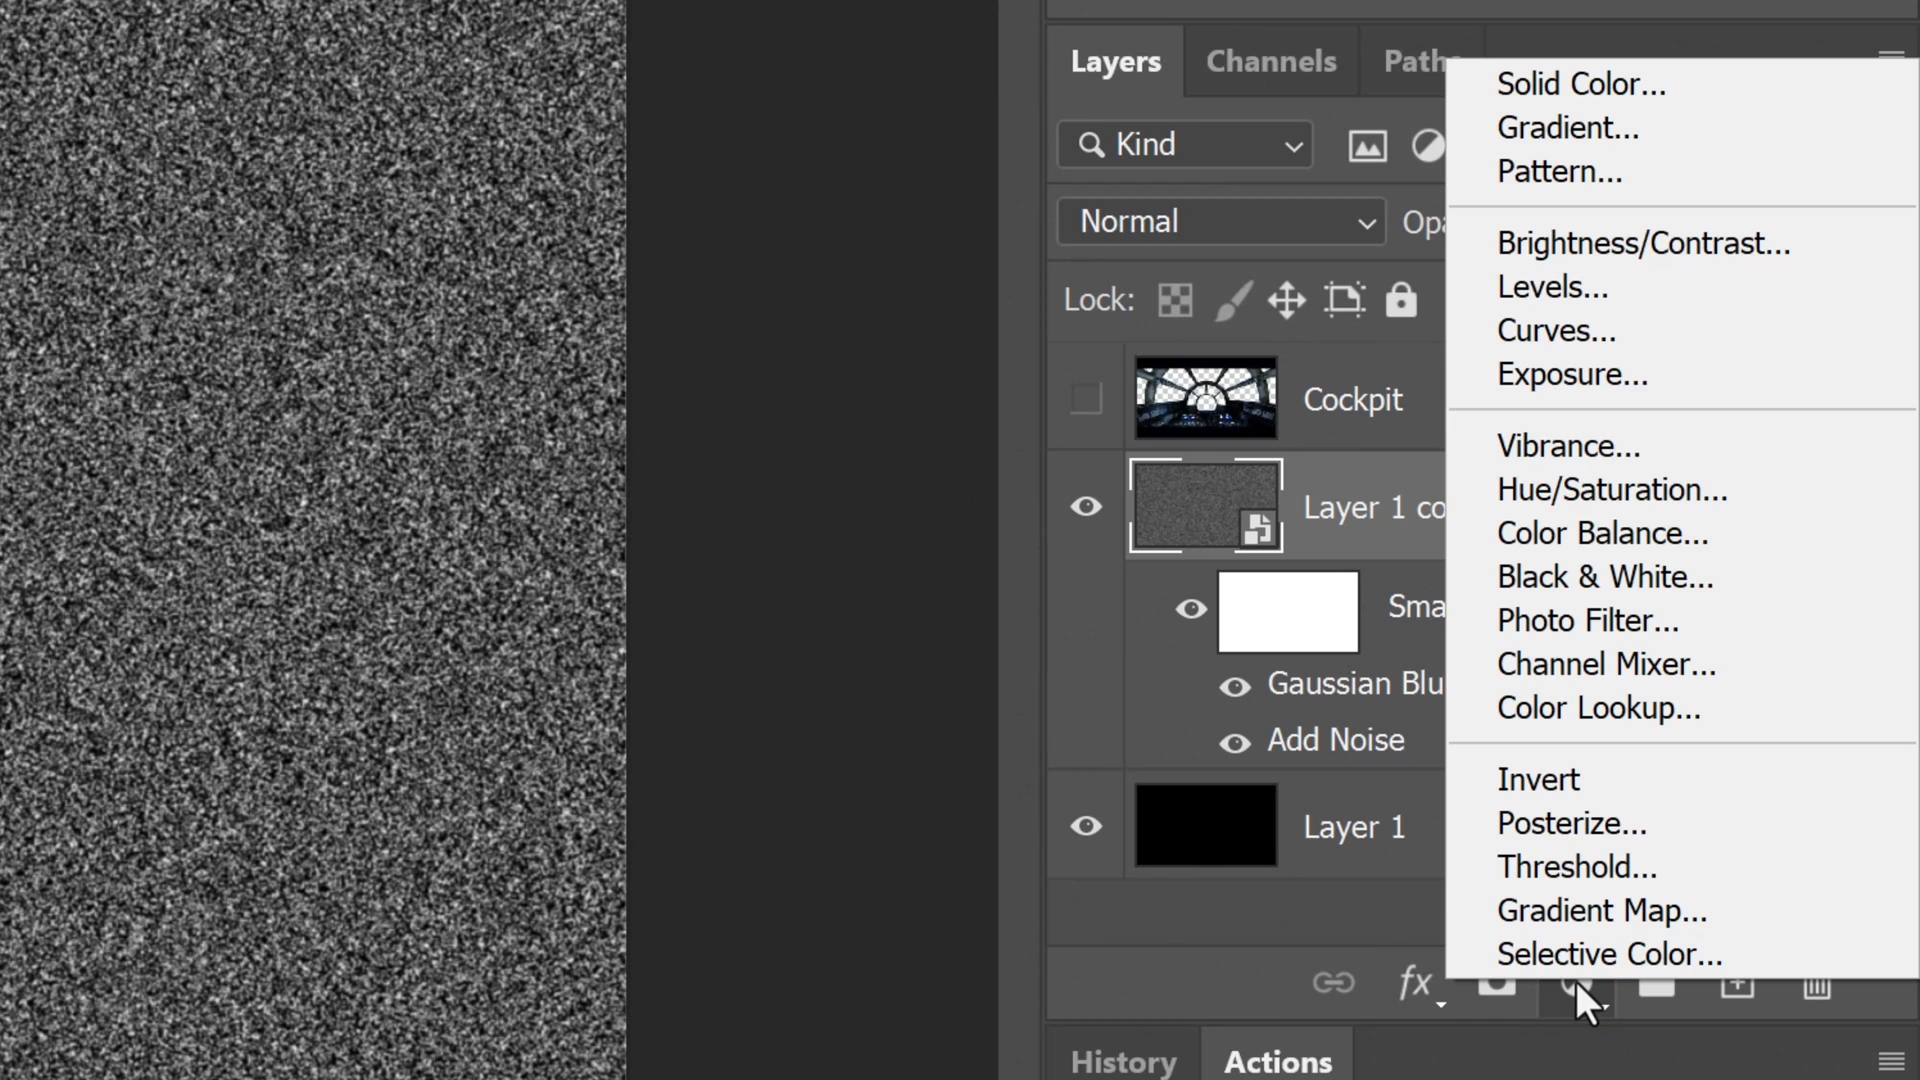 Layers Channels Paths
Kind
Normal Opa
Lock:
Cockpit
Layer 1 co
Sma
Gaussian Blu
Add Noise
Layer 1
fx
History Actions
Solid Color...
Gradient...
Pattern...
Brightness/Contrast...
Levels...
Curves...
Exposure...
Vibrance...
Hue/Saturation...
Color Balance...
Black & White...
Photo Filter...
Channel Mixer...
Color Lookup...
Invert
Posterize...
Threshold...
Gradient Map...
Selective Color...